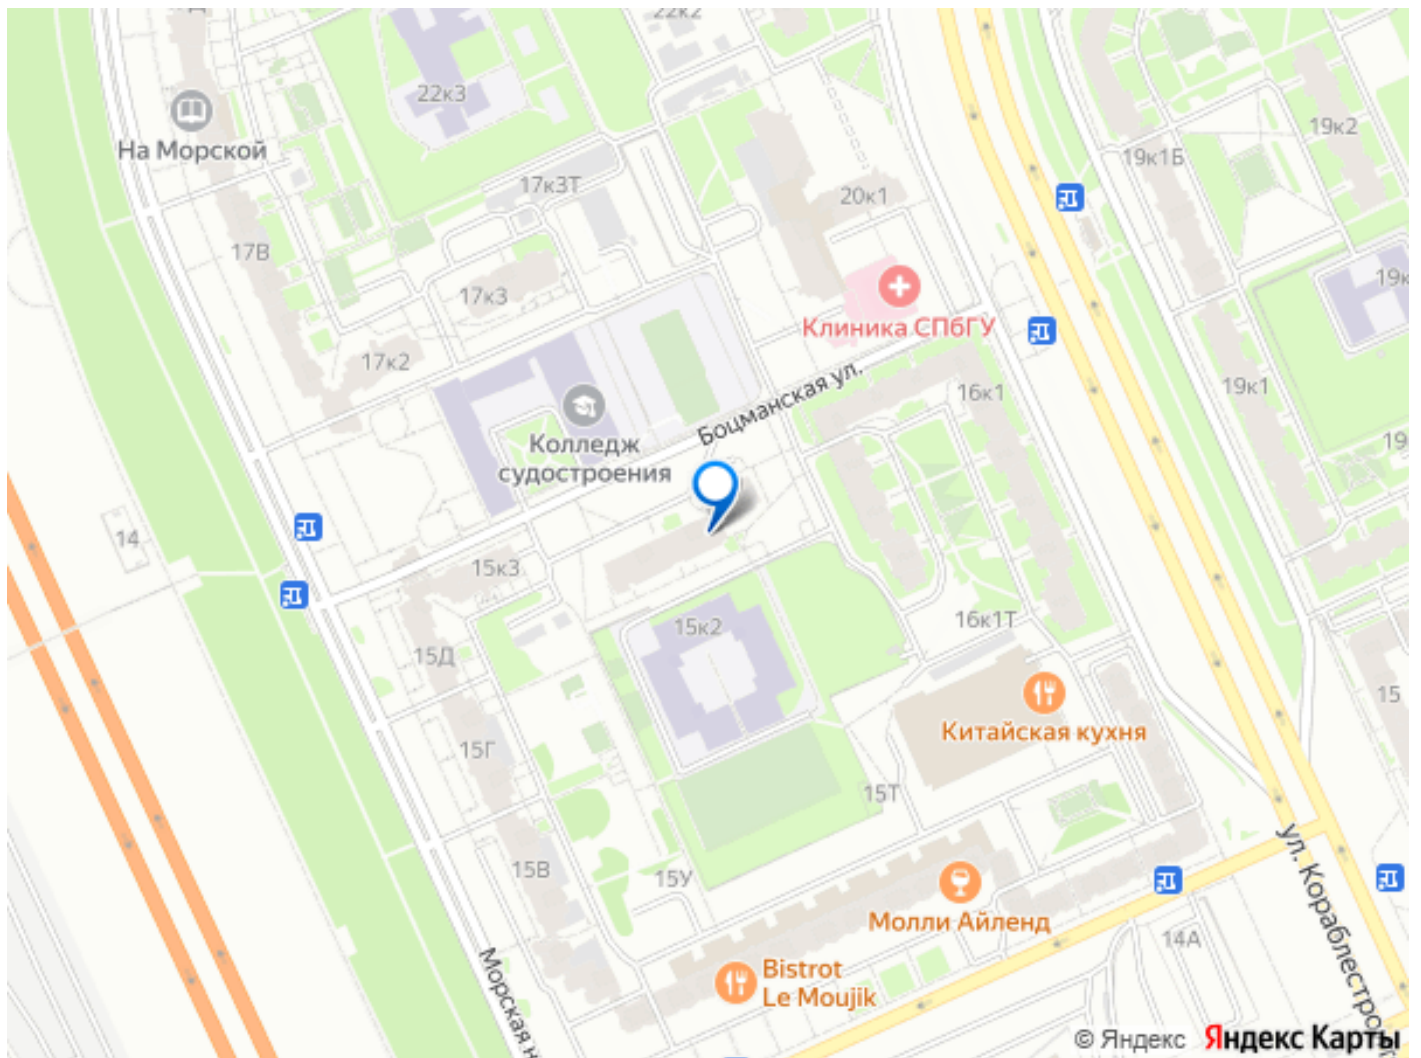 22к2
22к3
На Морской
19к2
19к1Б
17к3Т
20к1
17В
17к3
Клиника СПбГУ
17к2
Боцманская ул.
16к1
19к1
Колледж
судостроения
14
15к3
15к2
16к1Т
15Д
15
Китайская кухня
15Г
15Т
ул. Кораблестро
15В
15У
Молли Айленд
14А
Морская н
Bistrot
Le Moujik
© Яндекс Яндекс Карты